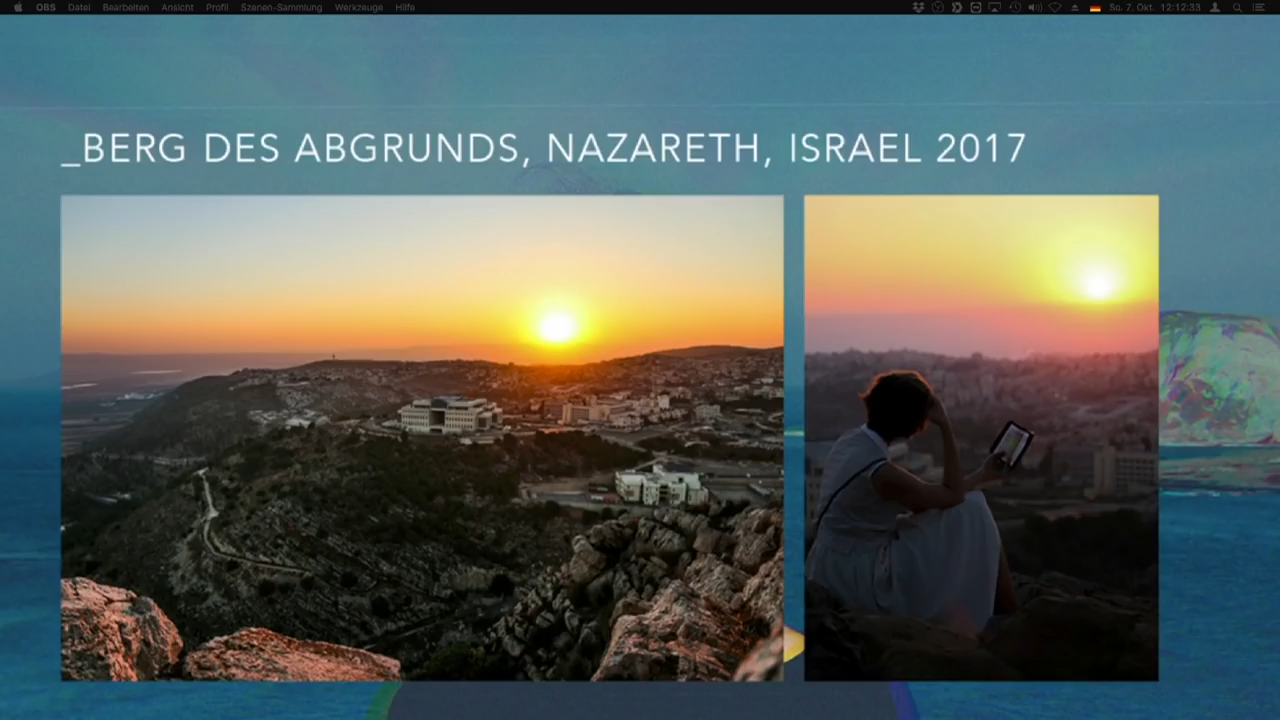 OBS Datei Bearbeiten Ansicht Profil Szenen-Sammlung Werkzeuge Hilfe So. 7. Okt. 12:12:33
_BERG DES ABGRUNDS, NAZARETH, ISRAEL 2017